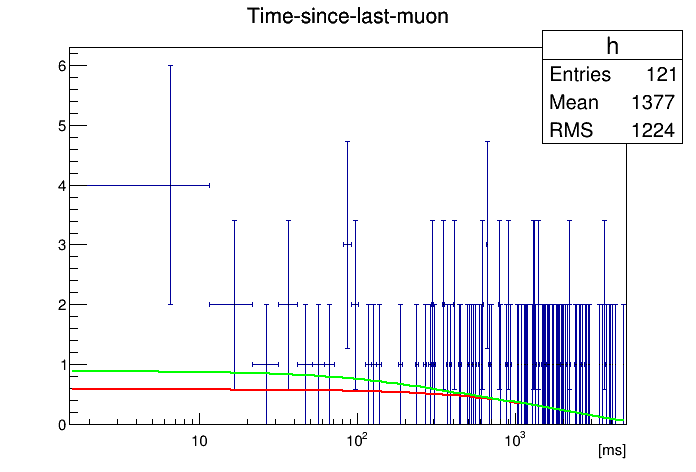 Time-since-last-muon
h
Entries 121
Mean 1377
RMS 1224
6
5
4
3
2
1
0
10 10² 10³
[ms]